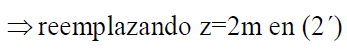 ⇒reemplazando z=2m en (2´)